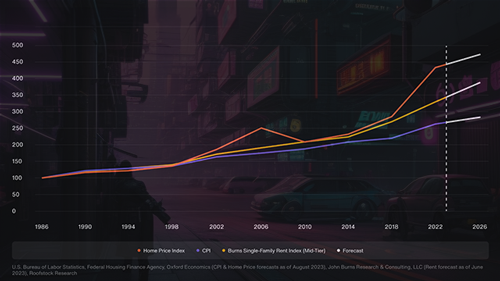 500
450
400
350
300
250
200
150
100
50
0
1986 1990 1994 1998 2002 2006 2010 2014 2018 2022 2026
Home Price Index CPI Burns Single-Family Rent Index (Mid-Tier) Forecast
U.S. Bureau of Labor Statistics, Federal Housing Finance Agency, Oxford Economics (CPI & Home Price forecasts as of August 2023), John Burns Research & Consulting, LLC (Rent forecast as of June
2023), Roofstock Research